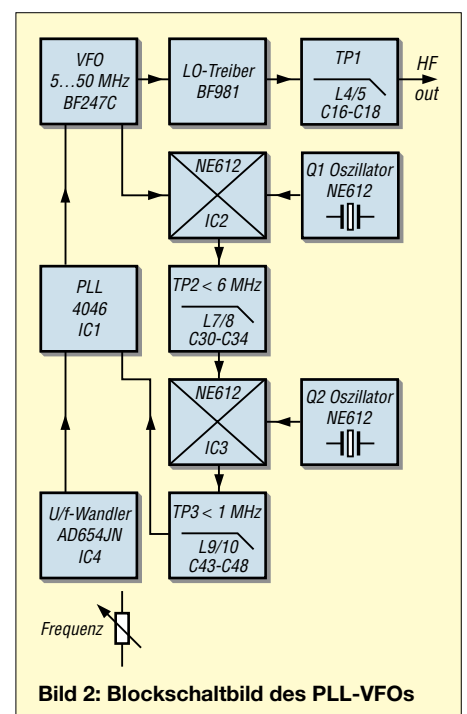 VFO
5...50 MHz
BF247C
LO-Treiber
BF981
TP1
L4/5
C16-C18
HF
out
NE612
IC2
Q1 Oszillator
NE612
PLL
4046
IC1
TP2 < 6 MHz
L7/8
C30-C34
NE612
IC3
Q2 Oszillator
NE612
U/f-Wandler
AD654JN
IC4
TP3 < 1 MHz
L9/10
C43-C48
Frequenz
Bild 2: Blockschaltbild des PLL-VFOs